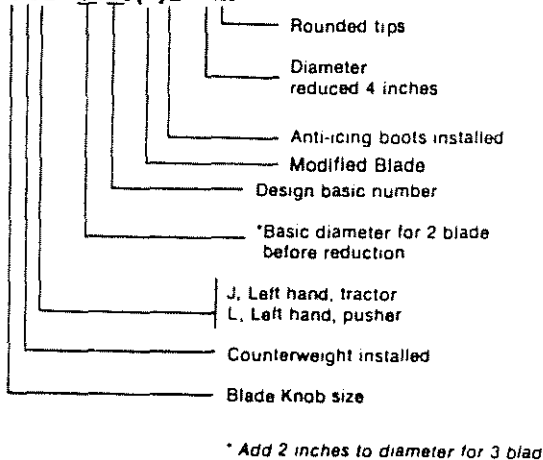 Rounded tips
Diameter
reduced 4 inches
Anti-icing boots installed
Modified Blade
Design basic number
*Basic diameter for 2 blade
before reduction
J, Left hand, tractor
L, Left hand, pusher
Counterweight installed
Blade Knob size
* Add 2 inches to diameter for 3 blad